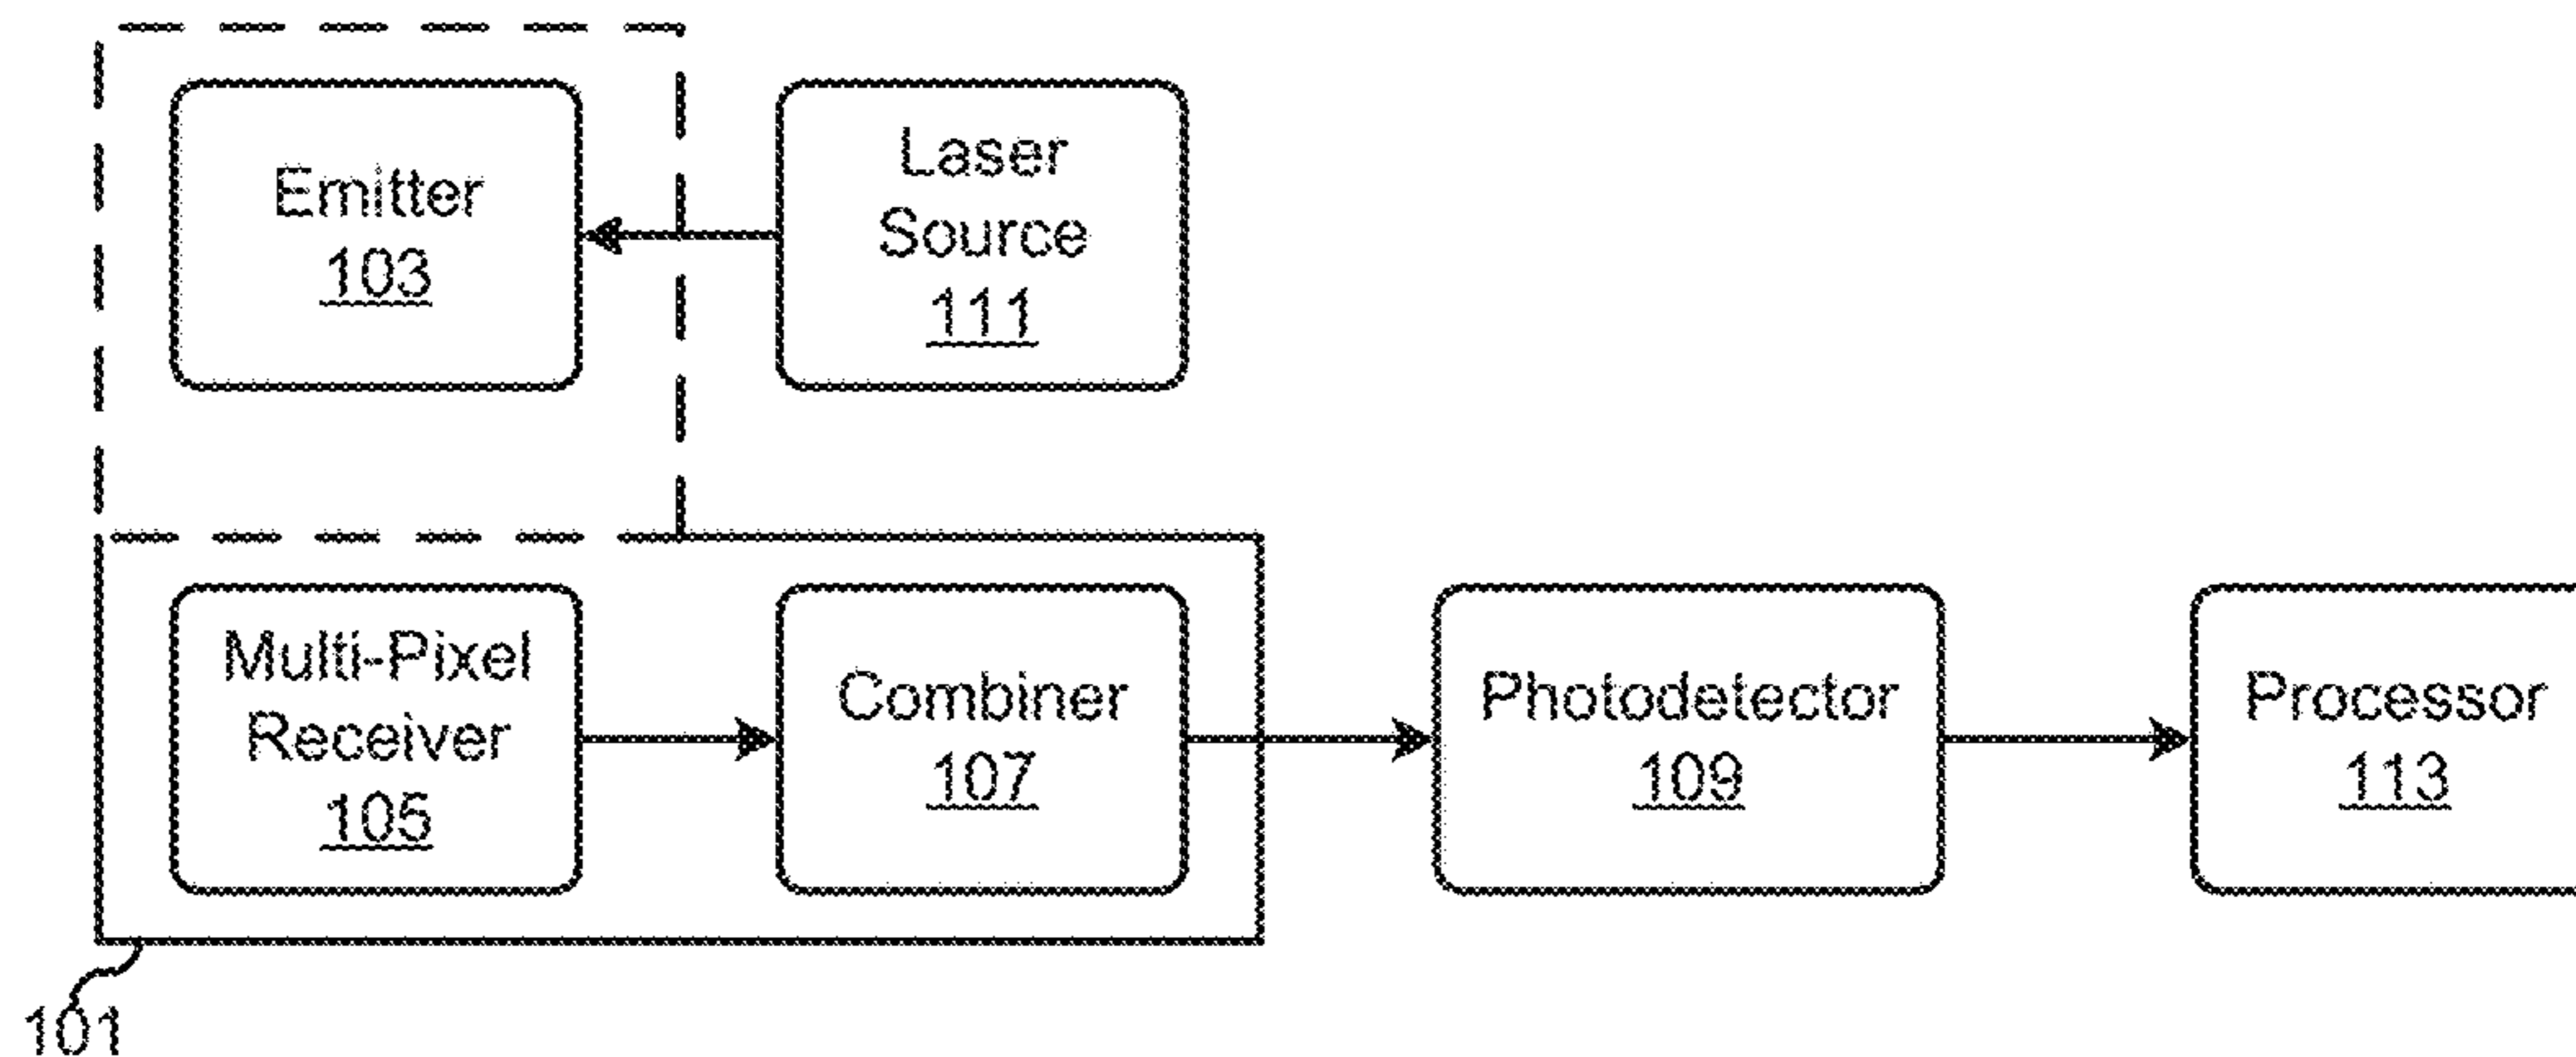 Emitter
103
Laser
Source
111
Multi-Pixel
Receiver
105
Combiner
107
Photodetector
109
Processor
113
101